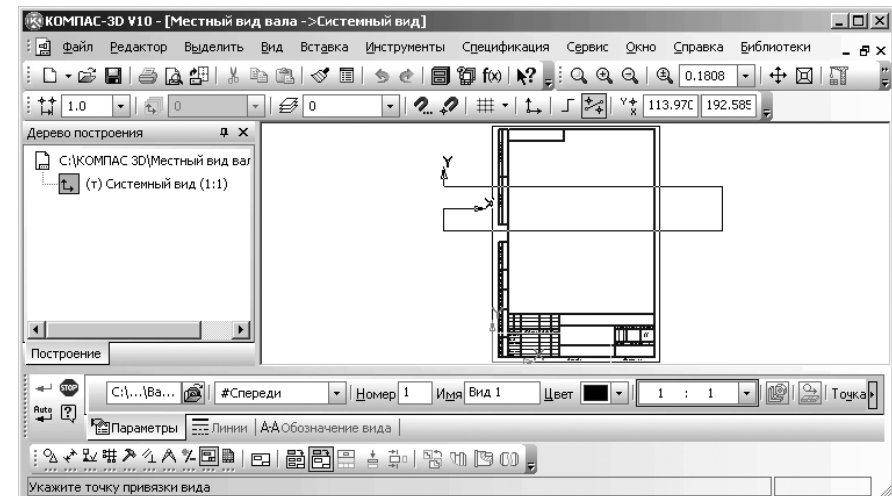 КОМПАС-3D V10 - [Местный вид вала ->Системный вид]
Файл Редактор Выделить Вид Вставка Инструменты Спецификация Сервис Окно Справка Библиотеки
f(x) 0.1808
1.0 0 0 113.970 192.585
Дерево построения
C:\КОМПАС 3D\Местный вид вал
(т) Системный вид (1:1)
Y
X
Построение
STOP C:\...\Ва... #Спереди Номер 1 Имя Вид 1 Цвет 1 : 1 Точка
Auto
Параметры Линии А-А Обозначение вида
Укажите точку привязки вида